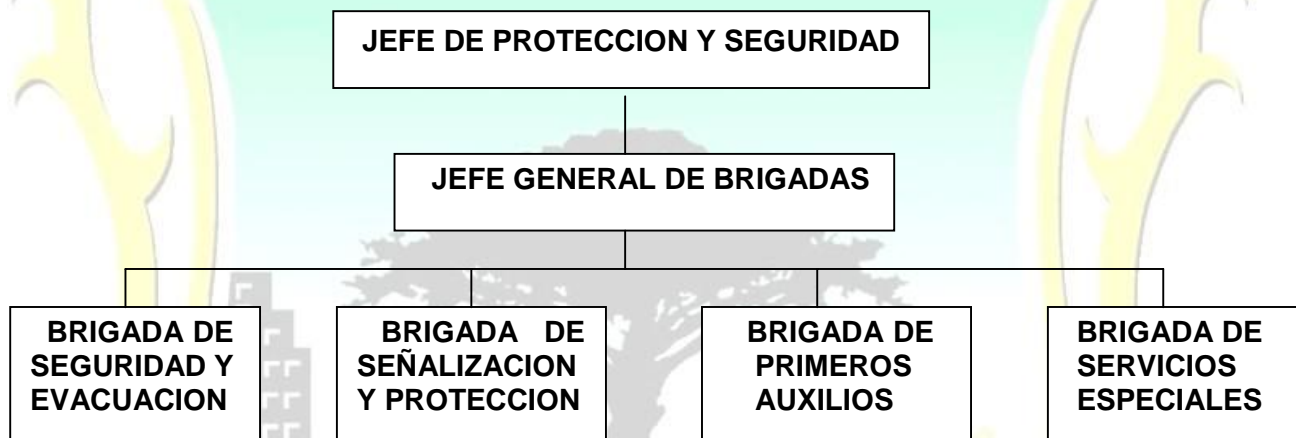 JEFE DE PROTECCION Y SEGURIDAD
JEFE GENERAL DE BRIGADAS
BRIGADA DE
SEGURIDAD Y
EVACUACION
BRIGADA DE
SEÑALIZACION
Y PROTECCION
BRIGADA DE
PRIMEROS
AUXILIOS
BRIGADA DE
SERVICIOS
ESPECIALES